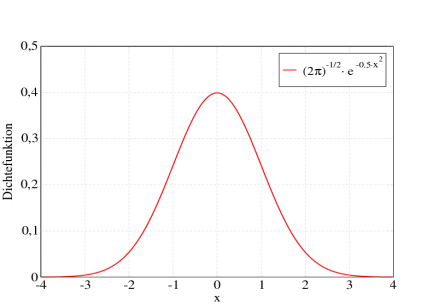 0,5
(2π)^-1/2 · e^-0.5·x^2
0,4
0,3
0,2
0,1
0
Dichtefunktion
-4 -3 -2 -1 0 1 2 3 4
x